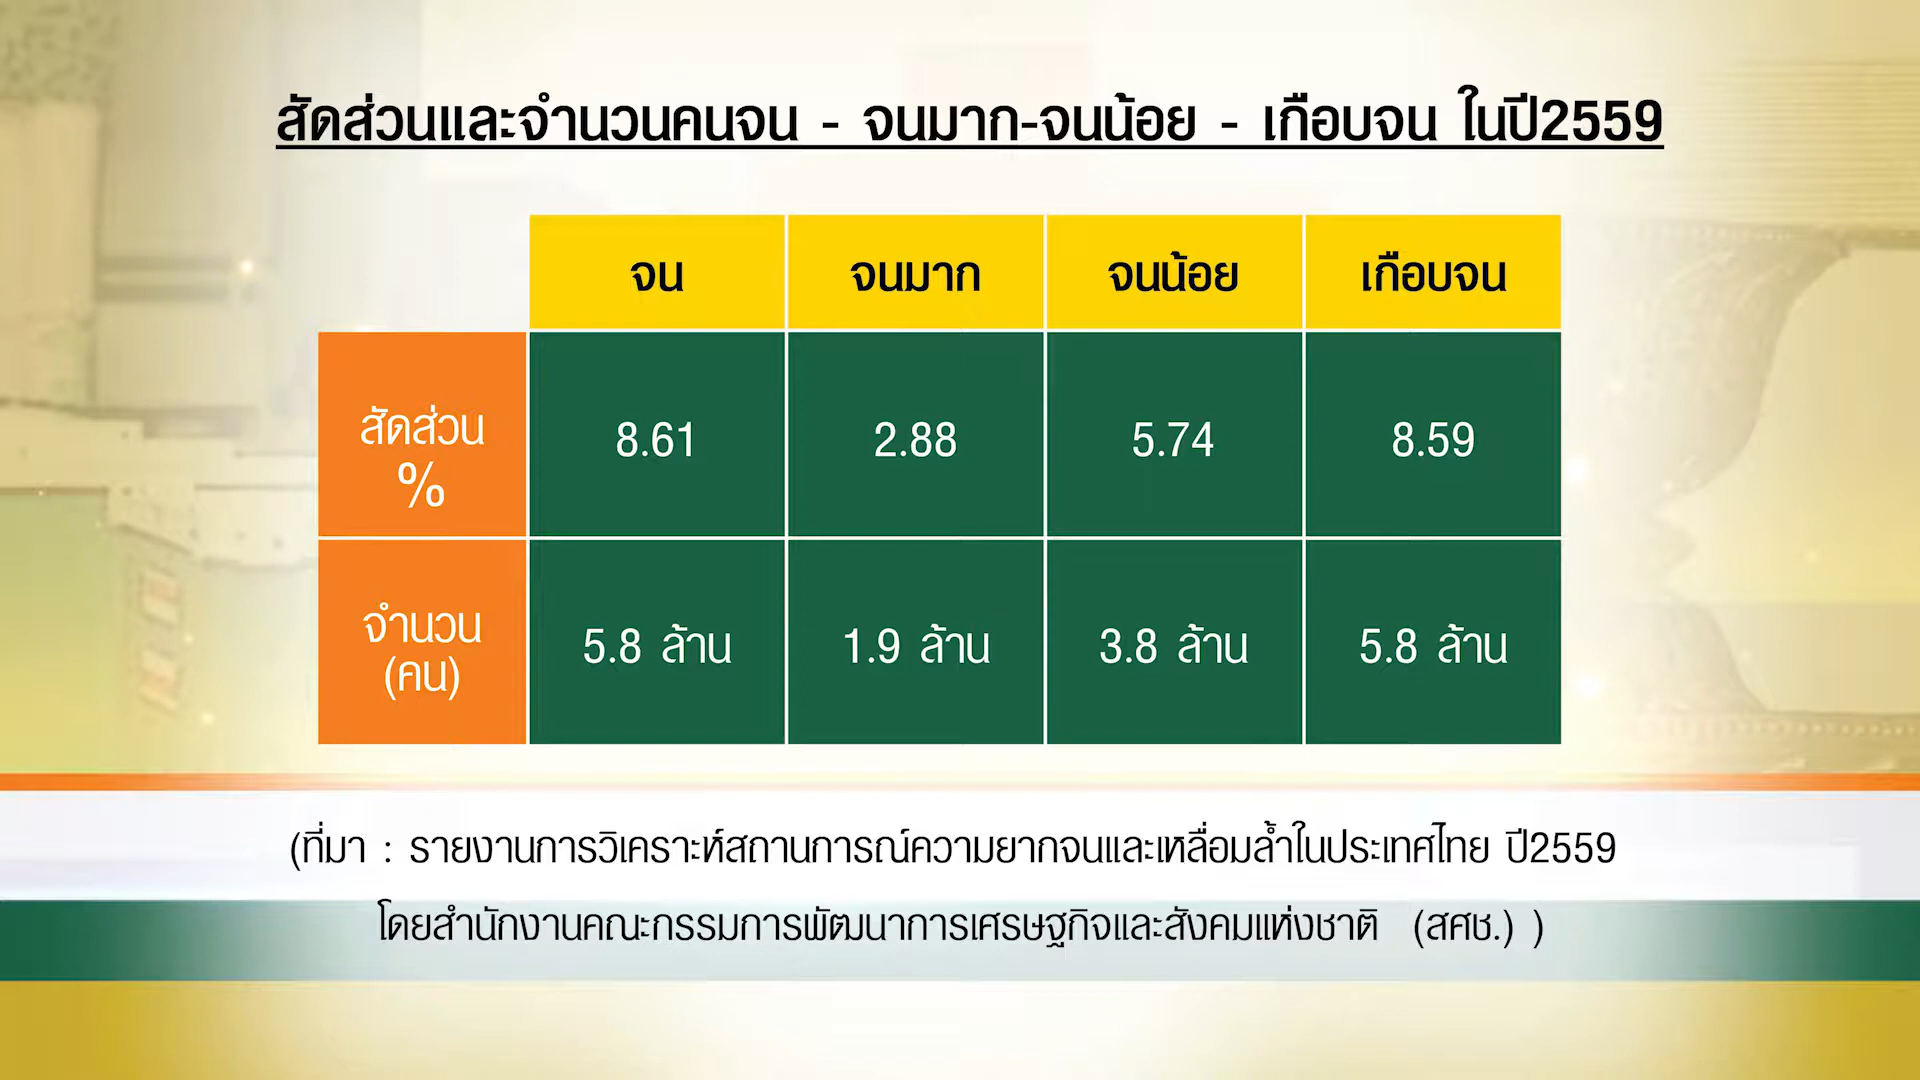 สัดส่วนและจำนวนคนจน - จนมาก-จนน้อย - เกือบจน ในปี2559
จน จนมาก จนน้อย เกือบจน
สัดส่วน
%
8.61 2.88 5.74 8.59
จำนวน
(คน)
5.8 ล้าน 1.9 ล้าน 3.8 ล้าน 5.8 ล้าน
(ที่มา : รายงานการวิเคราะห์สถานการณ์ความยากจนและเหลื่อมล้ำในประเทศไทย ปี2559
โดยสำนักงานคณะกรรมการพัฒนาการเศรษฐกิจและสังคมแห่งชาติ (สศช.) )